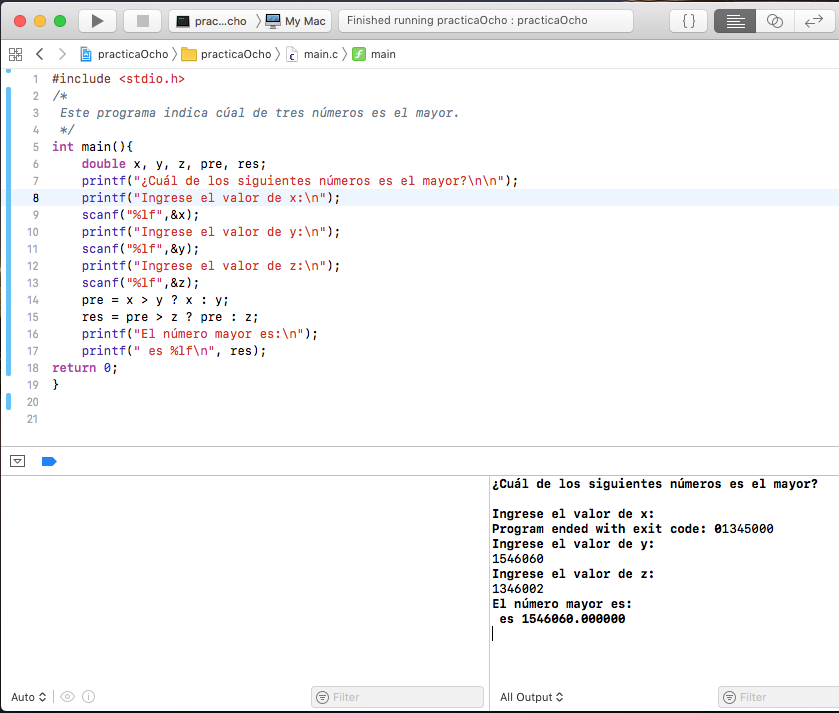 prac...cho 〉 My Mac
Finished running practicaOcho : practicaOcho
{ }
practicaOcho 〉 practicaOcho 〉 main.c 〉 main
1 #include <stdio.h>
2 /*
3  Este programa indica cúal de tres números es el mayor.
4  */
5 int main(){
6     double x, y, z, pre, res;
7     printf("¿Cuál de los siguientes números es el mayor?\n\n");
8     printf("Ingrese el valor de x:\n");
9     scanf("%lf",&x);
10     printf("Ingrese el valor de y:\n");
11     scanf("%lf",&y);
12     printf("Ingrese el valor de z:\n");
13     scanf("%lf",&z);
14     pre = x > y ? x : y;
15     res = pre > z ? pre : z;
16     printf("El número mayor es:\n");
17     printf(" es %lf\n", res);
18 return 0;
19 }
20
21
¿Cuál de los siguientes números es el mayor?
Ingrese el valor de x:
Program ended with exit code: 01345000
Ingrese el valor de y:
1546060
Ingrese el valor de z:
1346002
El número mayor es:
 es 1546060.000000
Auto
Filter
All Output
Filter